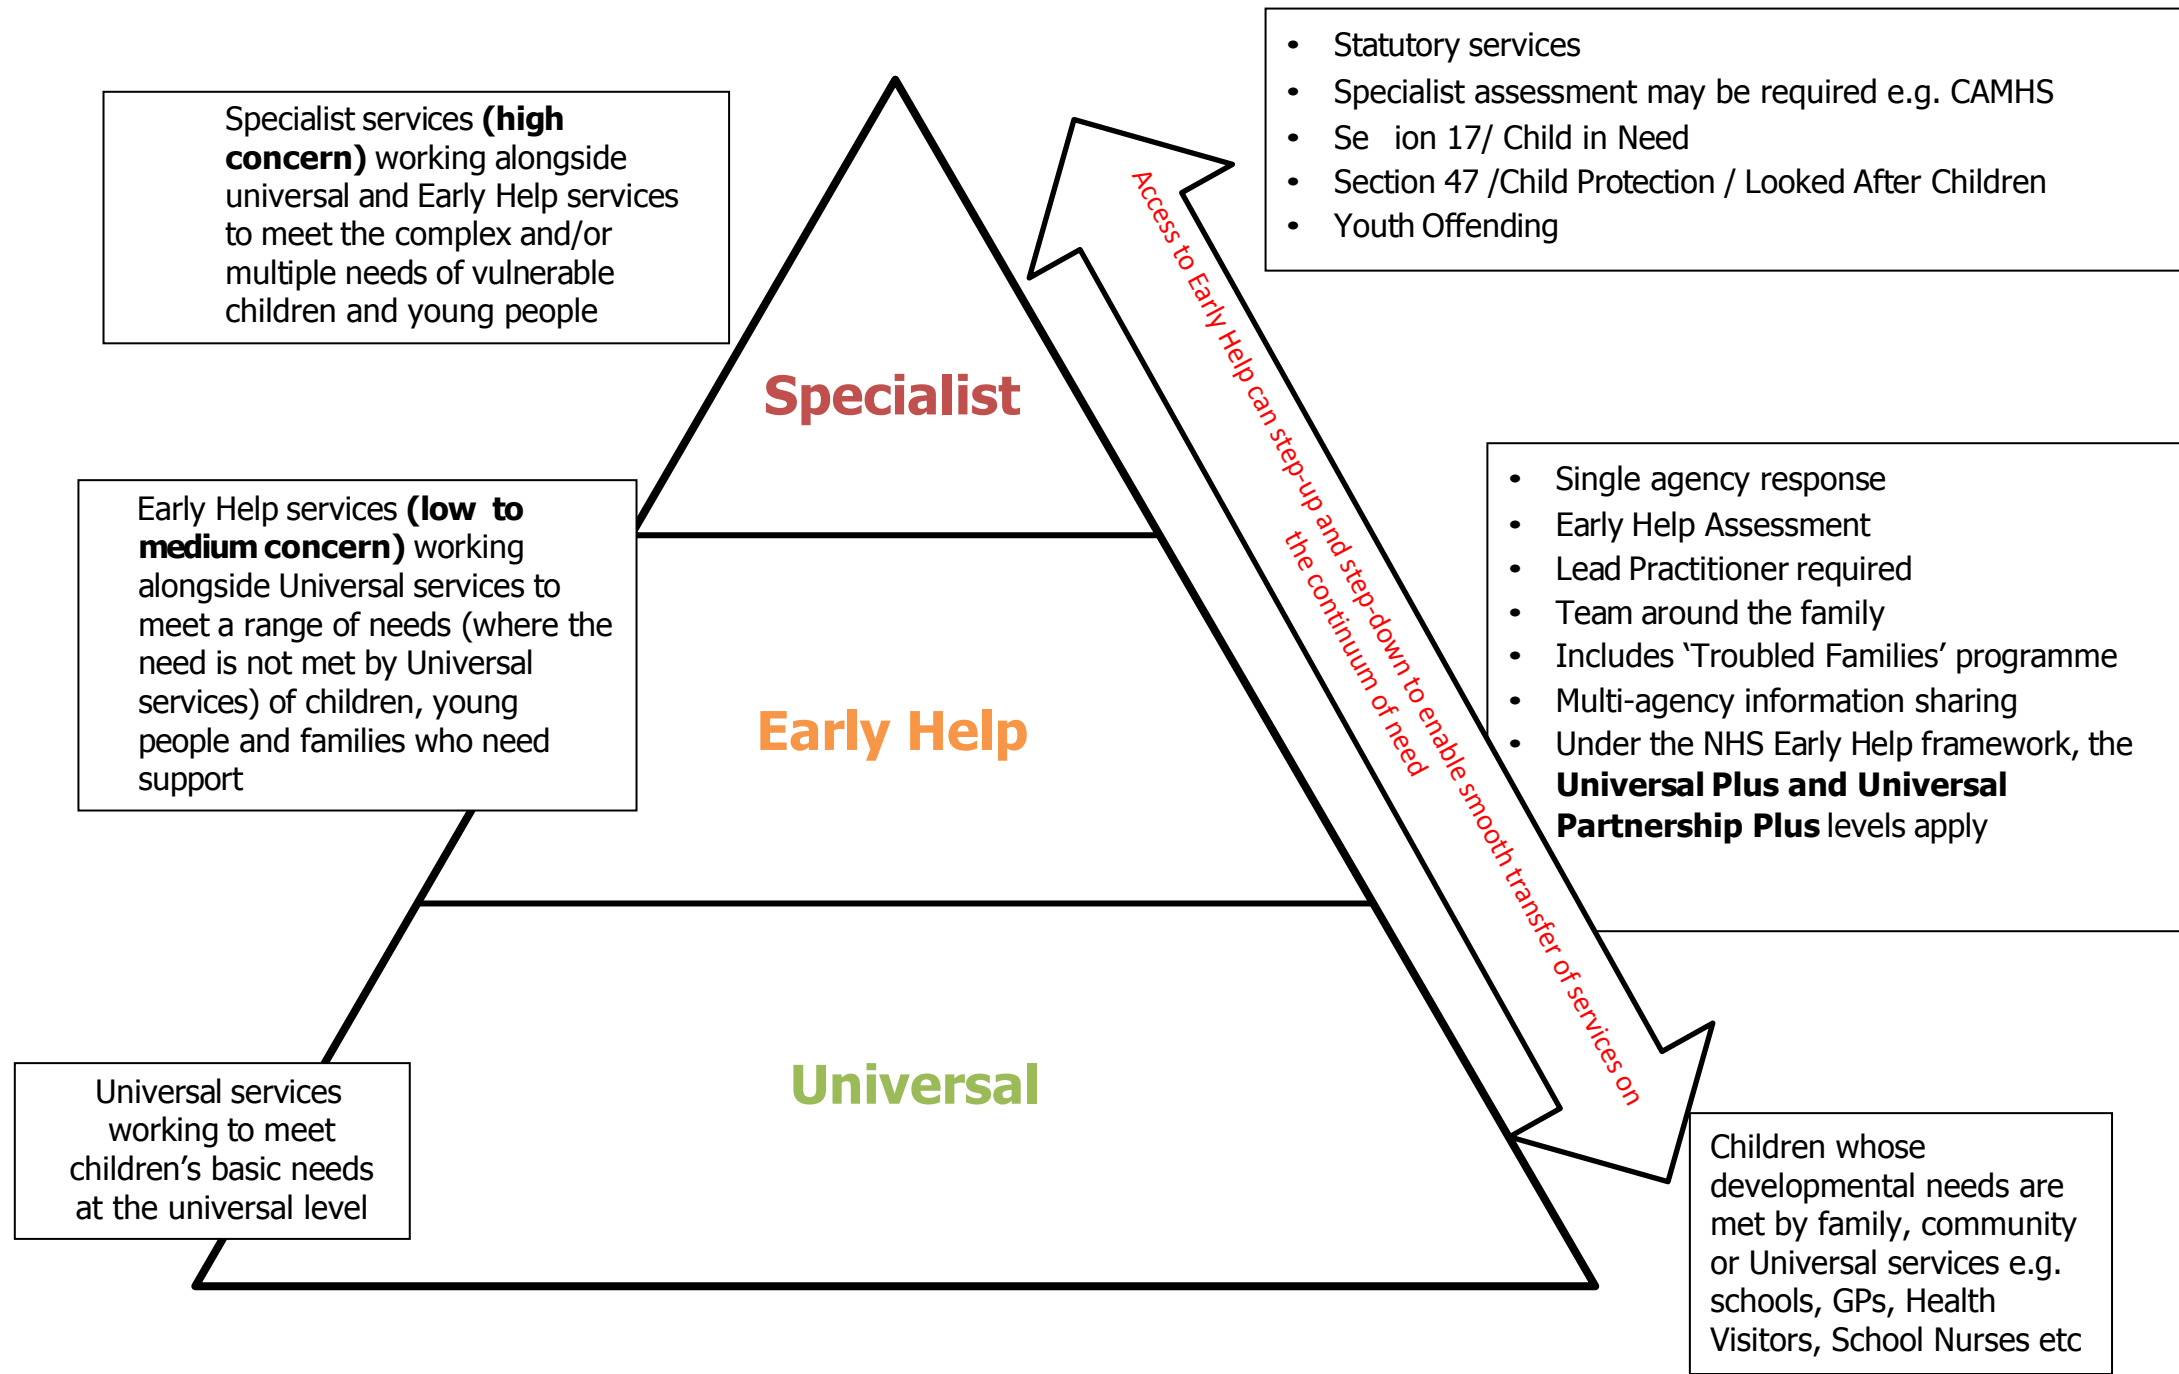 Specialist services (high
concern) working alongside
universal and Early Help services
to meet the complex and/or
multiple needs of vulnerable
children and young people
• Statutory services
• Specialist assessment may be required e.g. CAMHS
• Se ion 17/ Child in Need
• Section 47 /Child Protection / Looked After Children
• Youth Offending
Specialist
Access to Early Help can step-up and step-down to enable smooth transfer of services on
the continuum of need
Early Help services (low to
medium concern) working
alongside Universal services to
meet a range of needs (where the
need is not met by Universal
services) of children, young
people and families who need
support
Early Help
• Single agency response
• Early Help Assessment
• Lead Practitioner required
• Team around the family
• Includes ‘Troubled Families’ programme
• Multi-agency information sharing
• Under the NHS Early Help framework, the
Universal Plus and Universal
Partnership Plus levels apply
Universal services
working to meet
children’s basic needs
at the universal level
Universal
Children whose
developmental needs are
met by family, community
or Universal services e.g.
schools, GPs, Health
Visitors, School Nurses etc